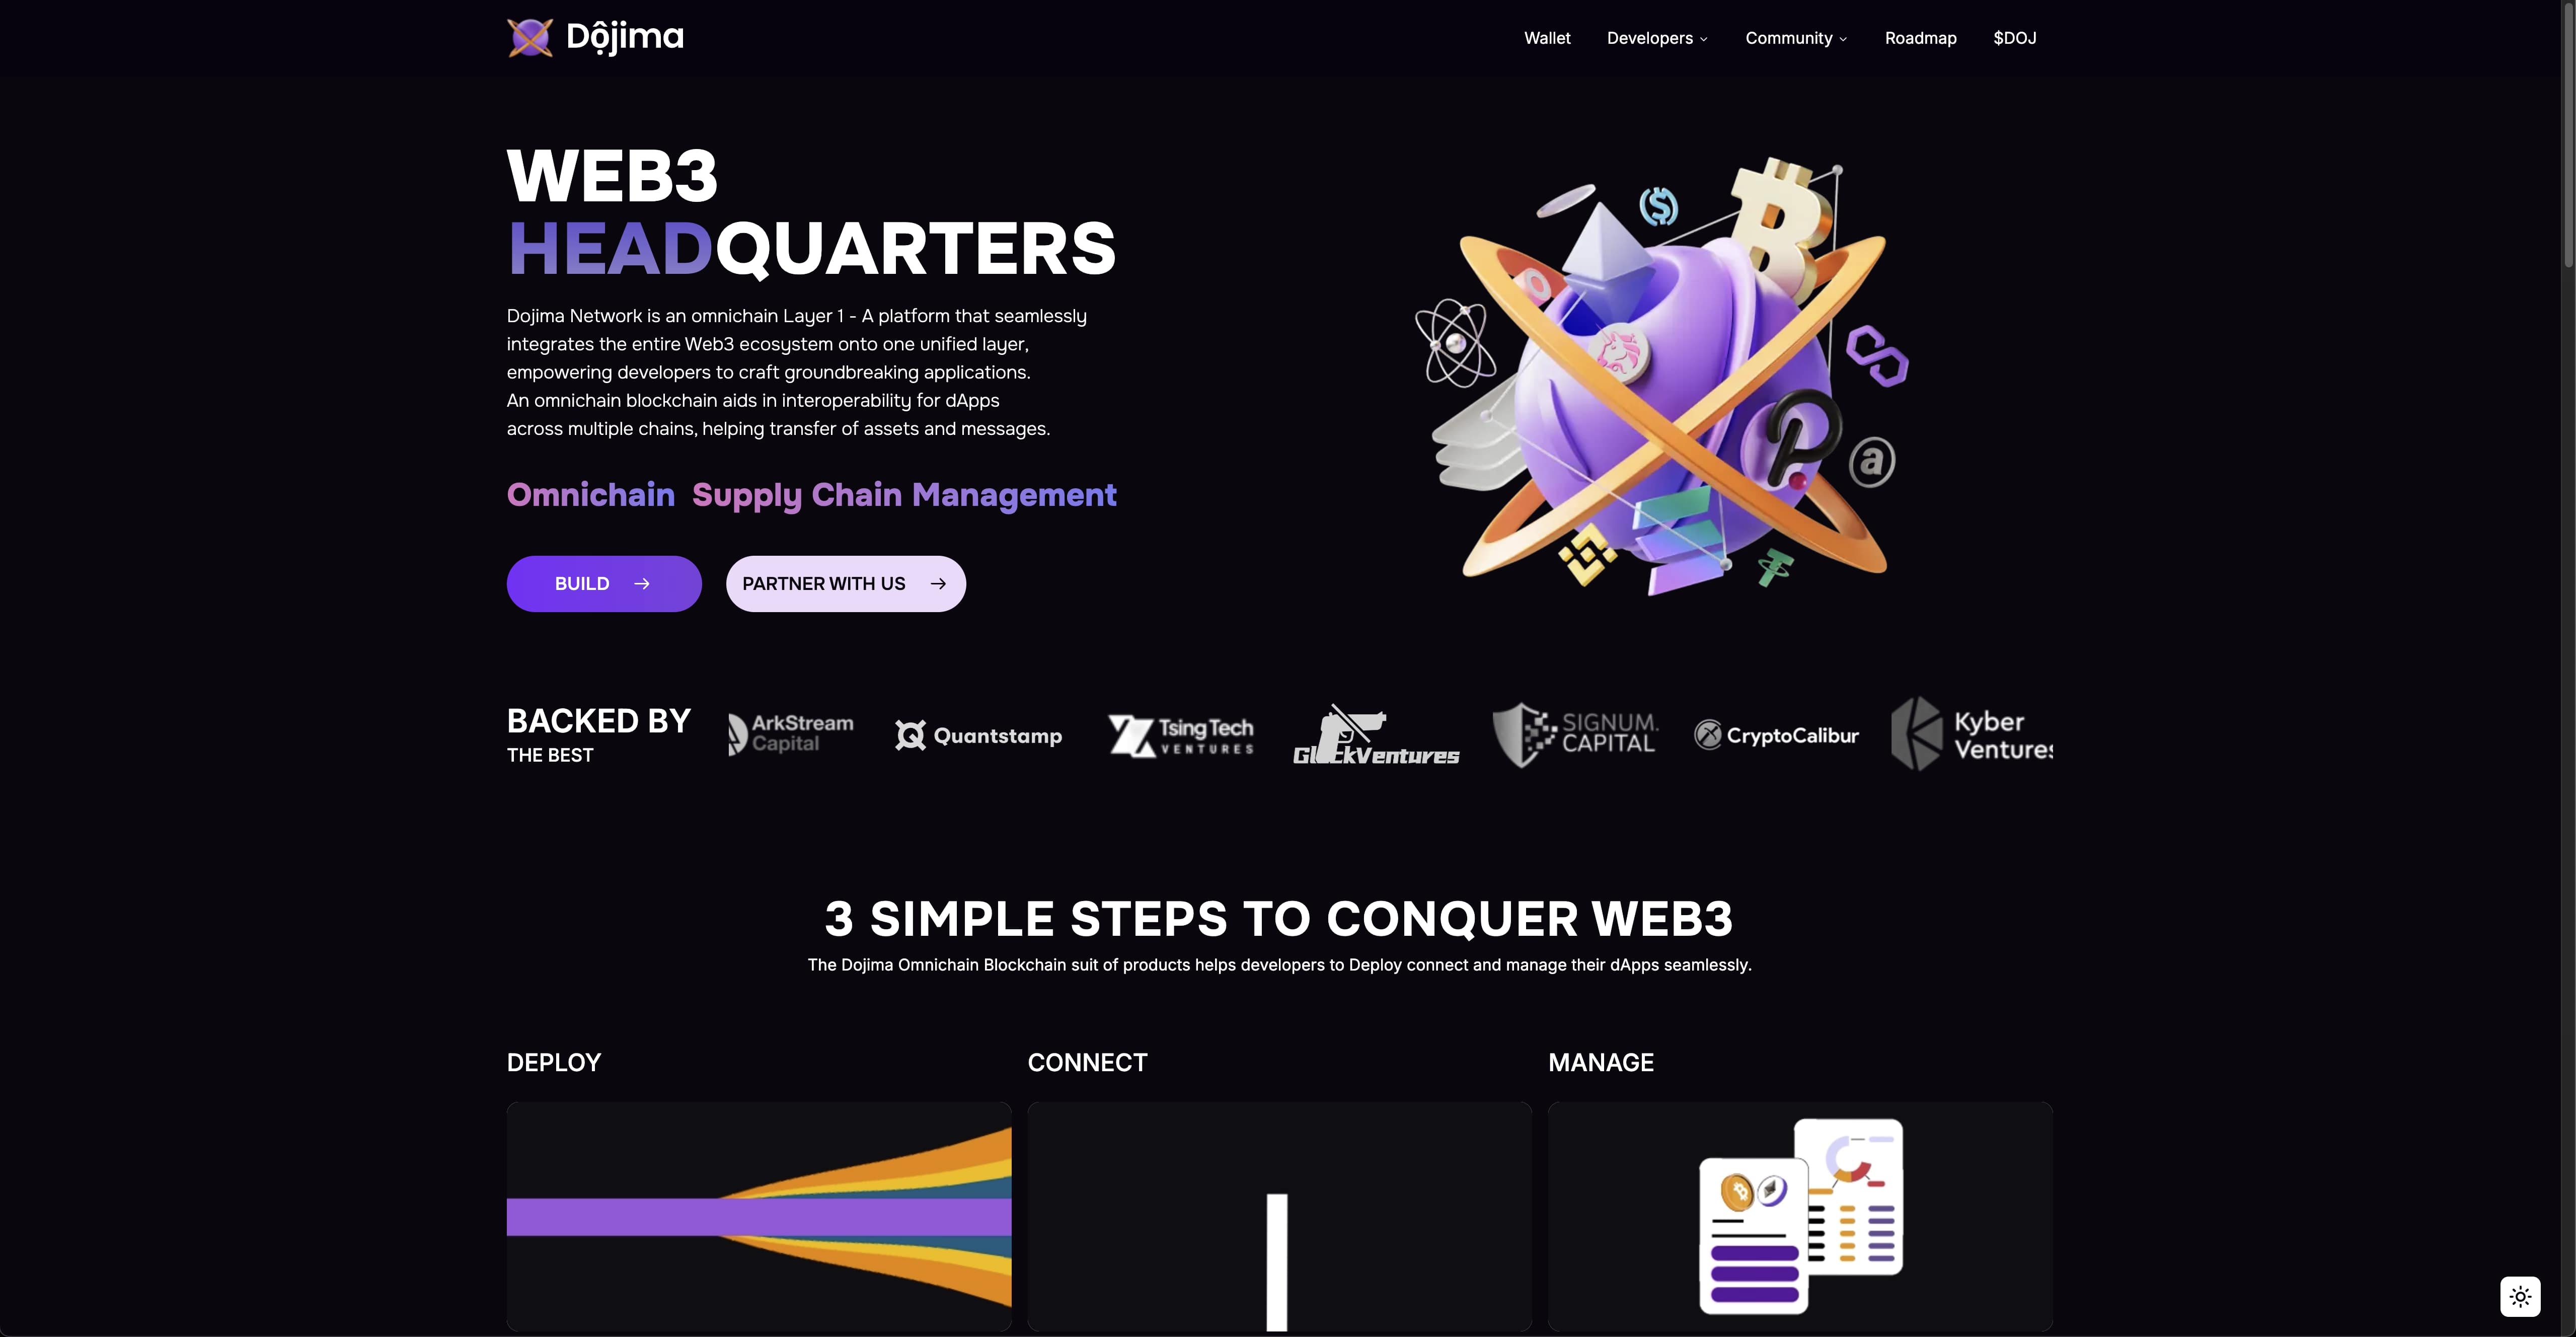 Dộjima
Wallet
Developers
Community
Roadmap
$DOJ
WEB3
HEADQUARTERS
Dojima Network is an omnichain Layer 1 - A platform that seamlessly
integrates the entire Web3 ecosystem onto one unified layer,
empowering developers to craft groundbreaking applications.
An omnichain blockchain aids in interoperability for dApps
across multiple chains, helping transfer of assets and messages.
Omnichain Supply Chain Management
BUILD
PARTNER WITH US
BACKED BY
THE BEST
ArkStream
Capital
Quantstamp
Tsing Tech
VENTURES
GlockVentures
SIGNUM.
CAPITAL
CryptoCalibur
Kyber
Ventures
3 SIMPLE STEPS TO CONQUER WEB3
The Dojima Omnichain Blockchain suit of products helps developers to Deploy connect and manage their dApps seamlessly.
DEPLOY
CONNECT
MANAGE